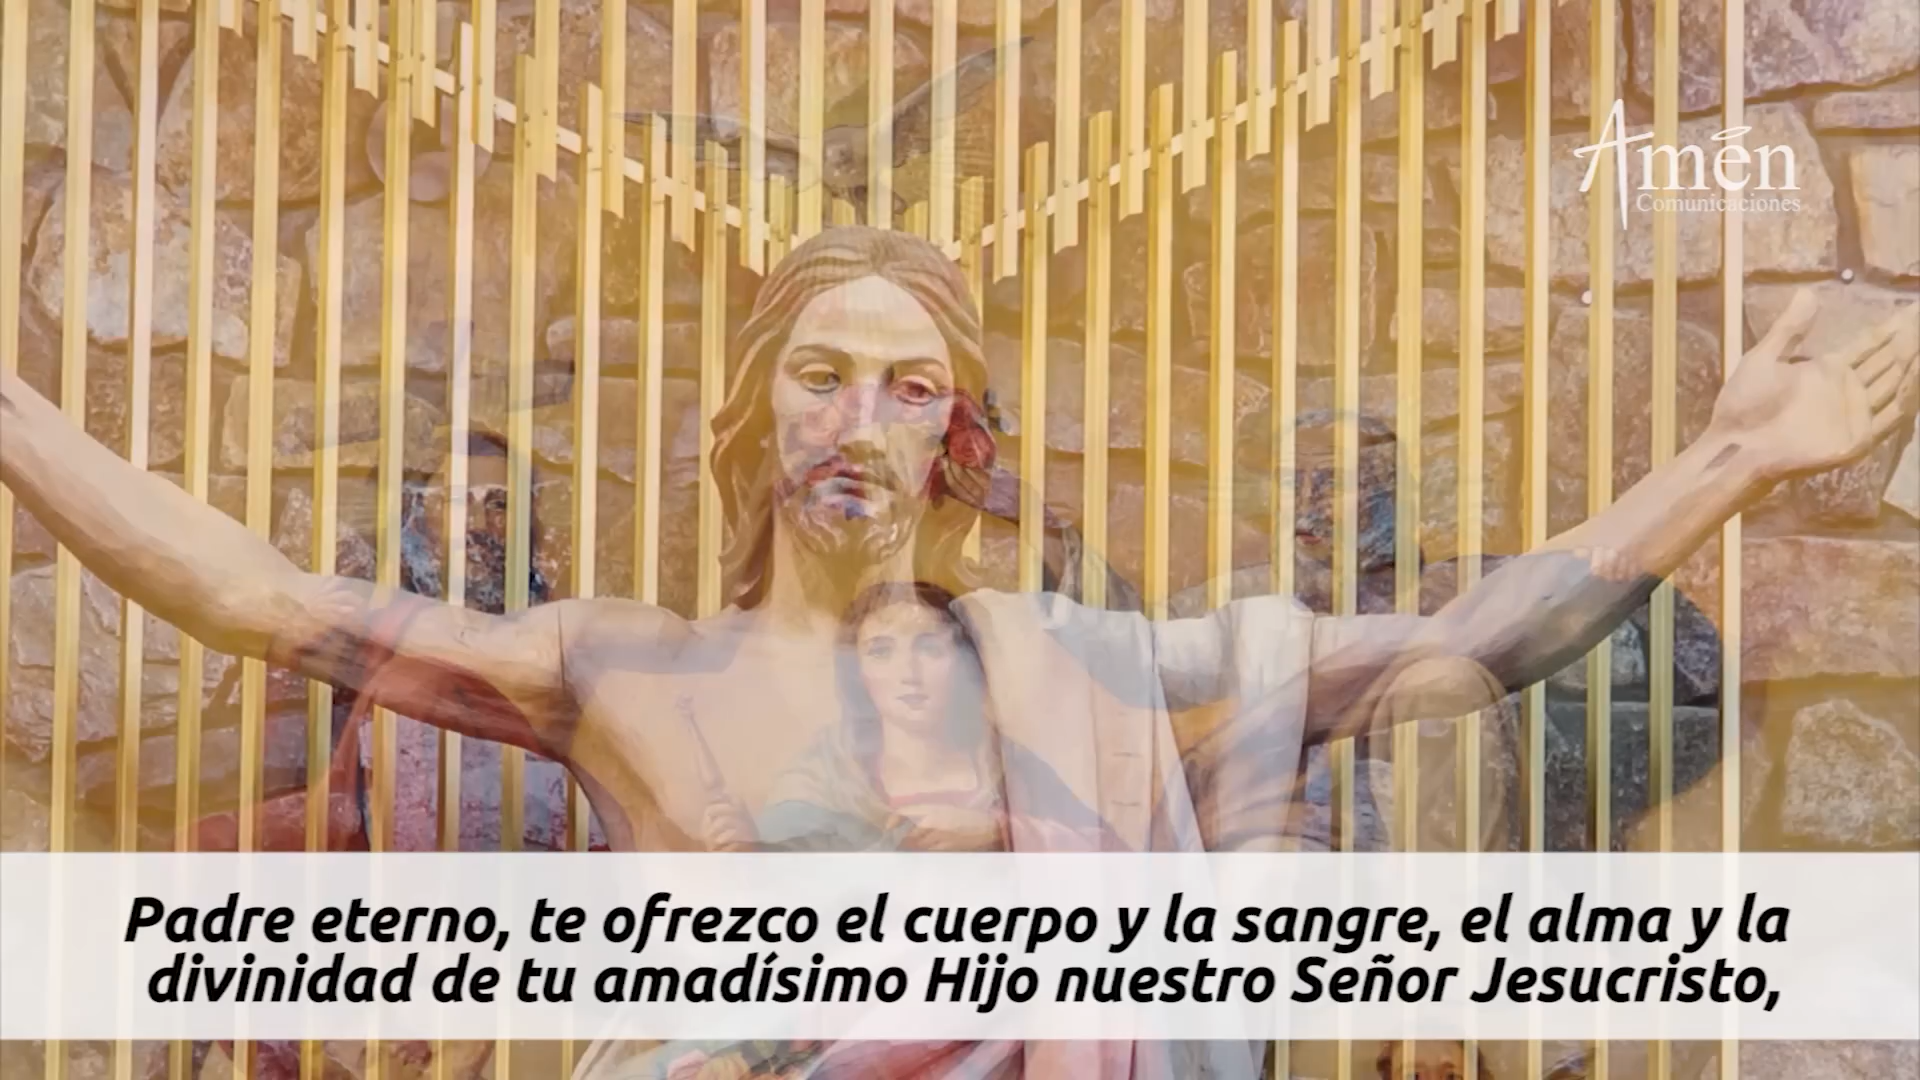 Amén
Comunicaciones
Padre eterno, te ofrezco el cuerpo y la sangre, el alma y la
divinidad de tu amadísimo Hijo nuestro Señor Jesucristo,